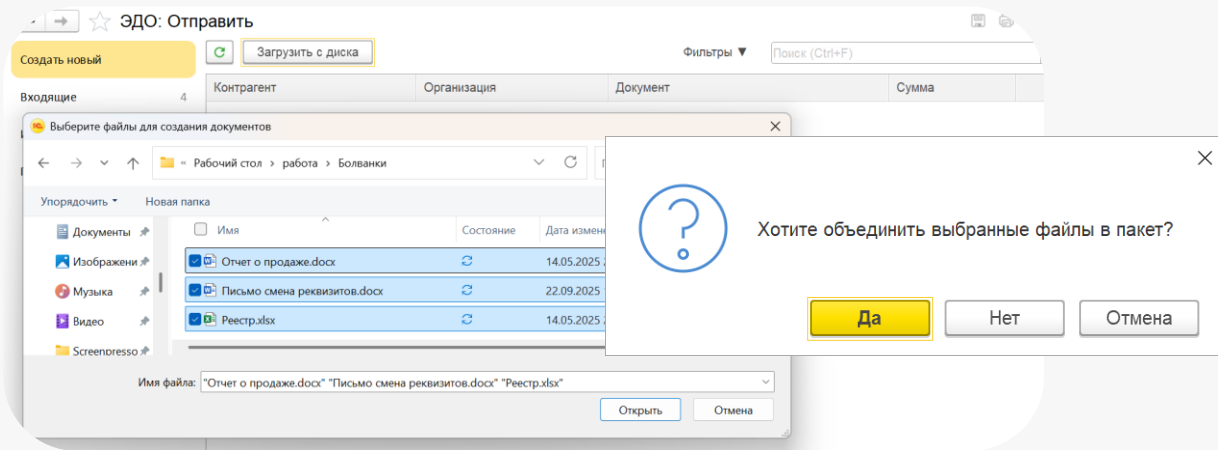 ЭДО: Отправить
Создать новый
Загрузить с диска
Фильтры ▼
Поиск (Ctrl+F)
Входящие 4
Контрагент Организация Документ Сумма
Выберите файлы для создания документов
« Рабочий стол > работа > Болванки
Упорядочить Новая папка
Имя Состояние
Документы
Изображени
Отчет о продаже.docx 14.05.2025
Музыка
Письмо смена реквизитов.docx 22.09.2025
Видео
Реестр.xlsx 14.05.2025
Screenpresso
Имя файла: "Отчет о продаже.docx" "Письмо смена реквизитов.docx" "Реестр.xlsx"
Открыть Отмена
Хотите объединить выбранные файлы в пакет?
Да Нет Отмена